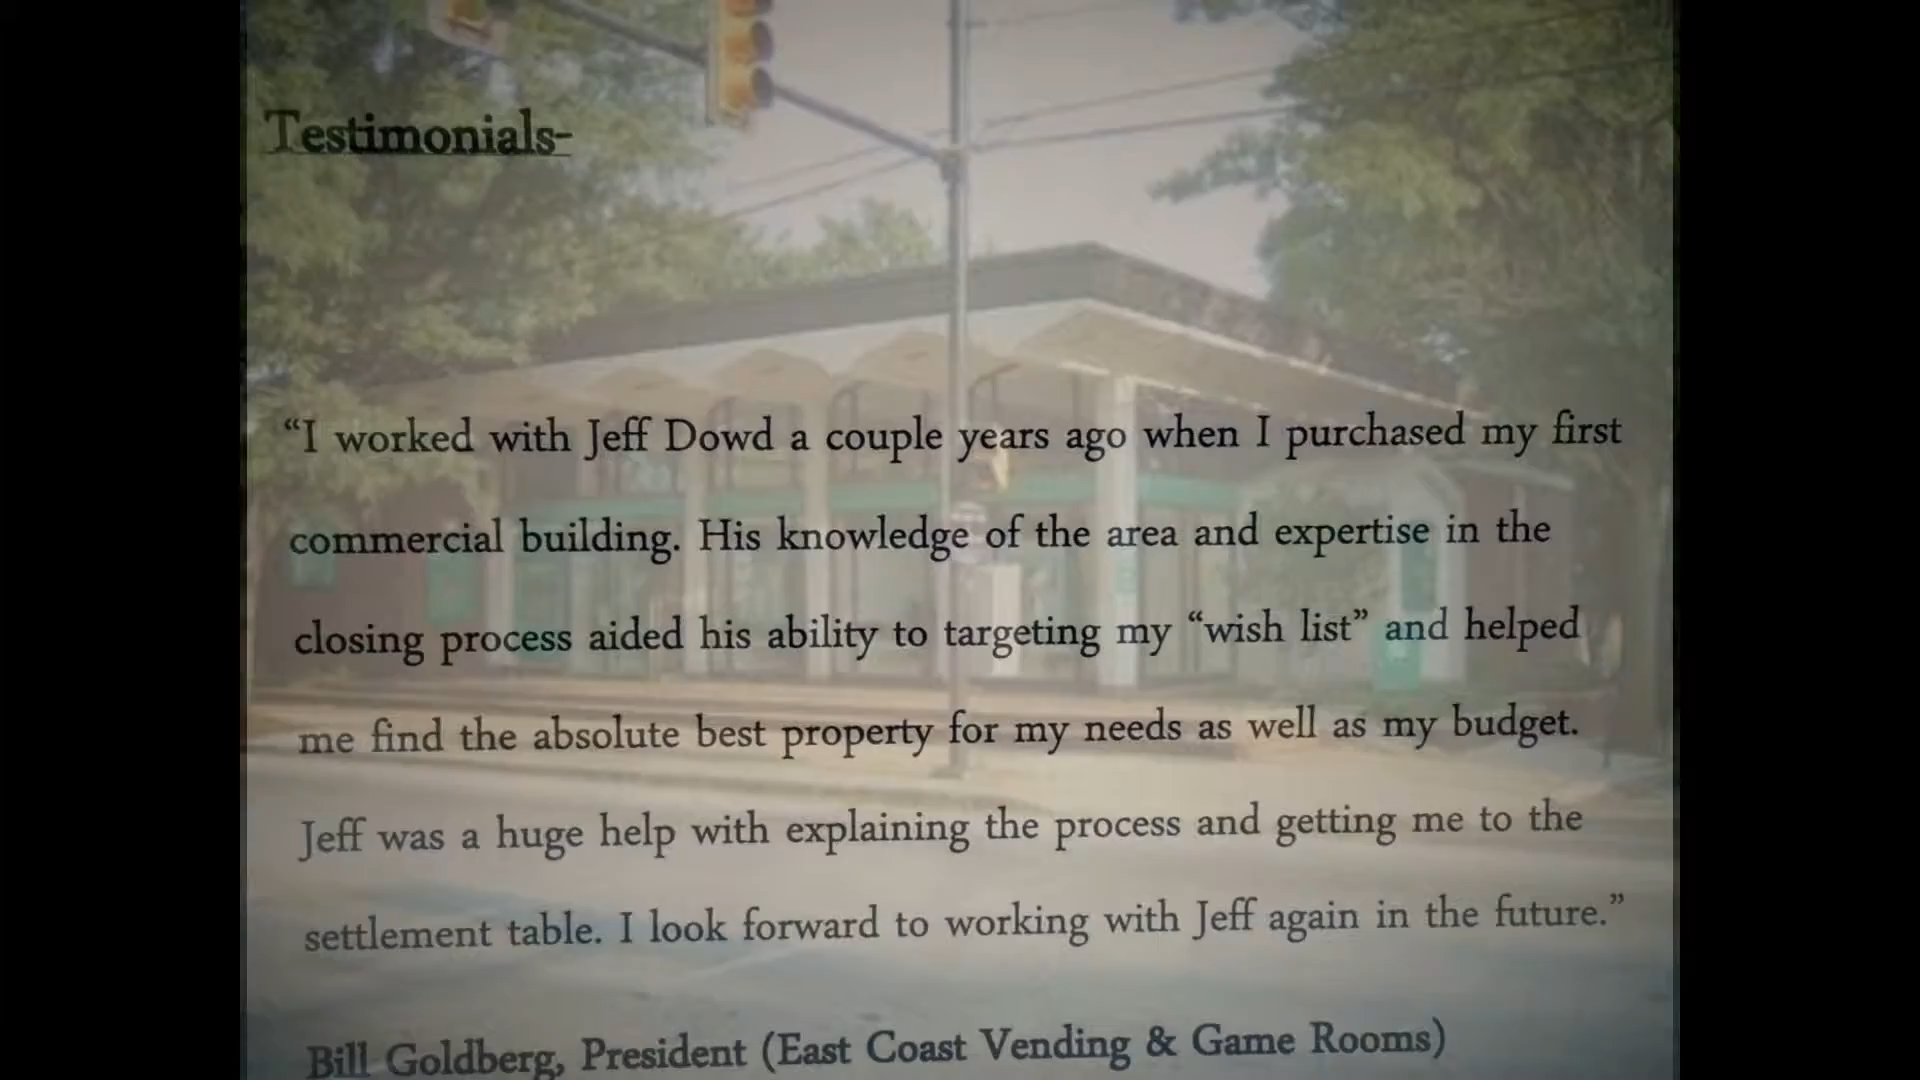 Testimonials-
“I worked with Jeff Dowd a couple years ago when I purchased my first
commercial building. His knowledge of the area and expertise in the
closing process aided his ability to targeting my “wish list” and helped
me find the absolute best property for my needs as well as my budget.
Jeff was a huge help with explaining the process and getting me to the
settlement table. I look forward to working with Jeff again in the future.”
Bill Goldberg, President (East Coast Vending & Game Rooms)